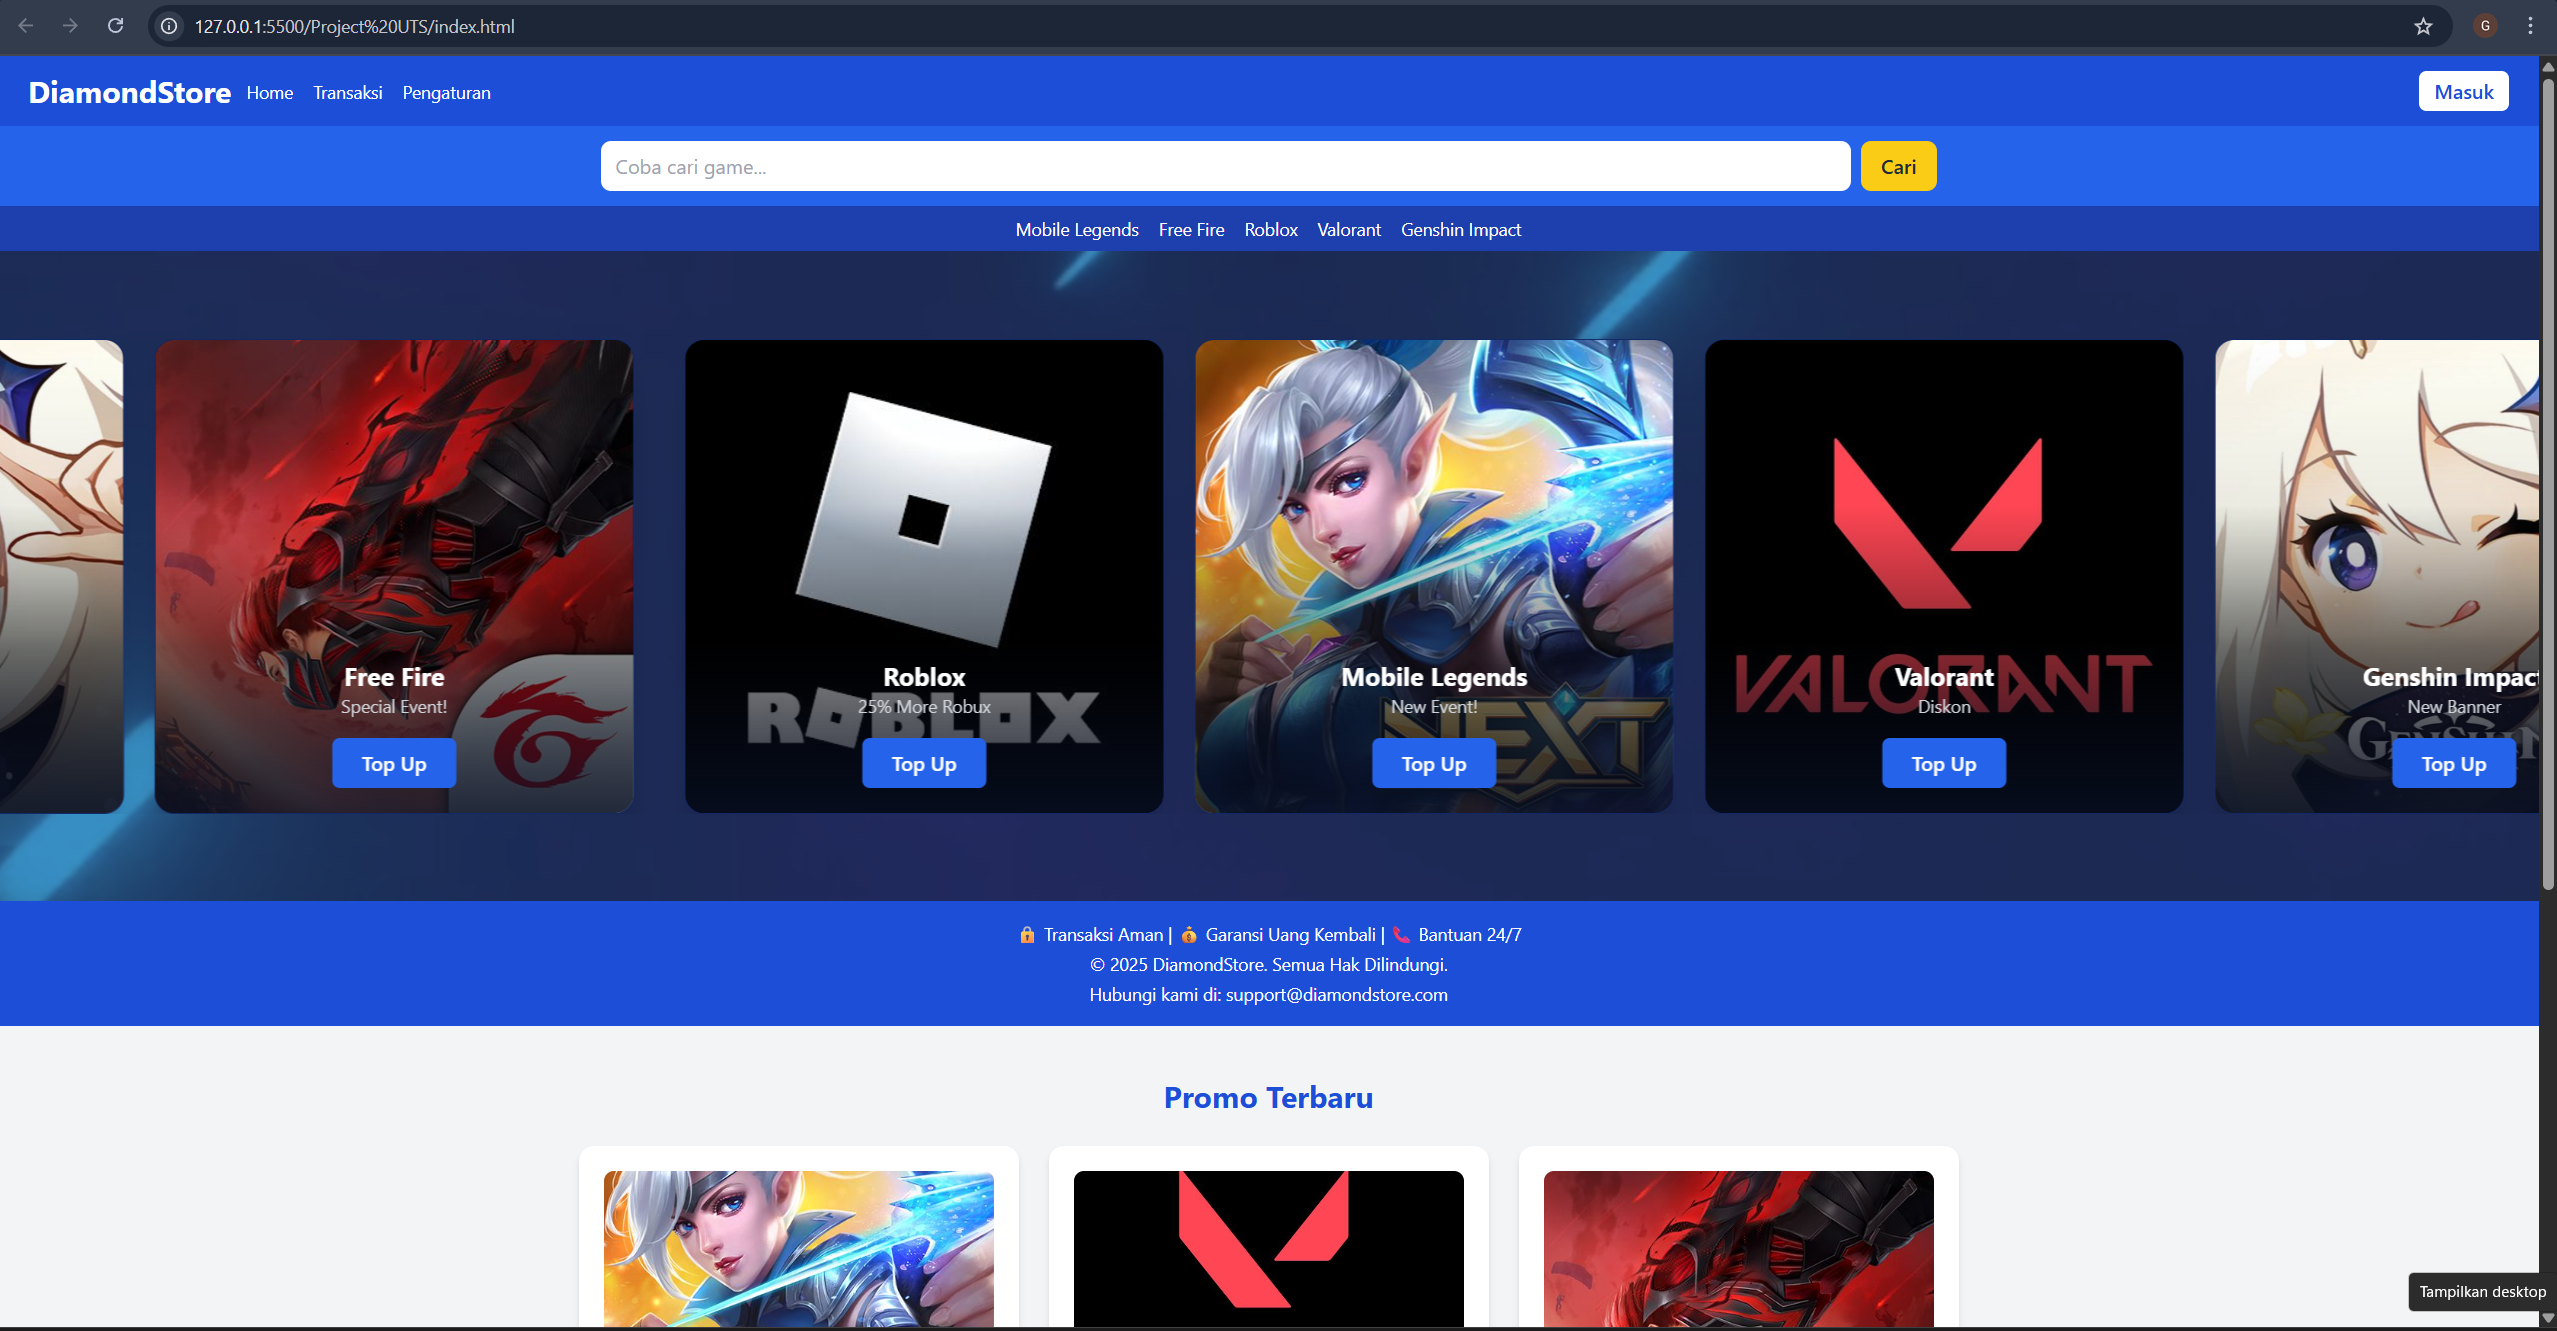 127.0.0.1:5500/Project%20UTS/index.html
G
DiamondStore Home Transaksi Pengaturan Masuk
Coba cari game... Cari
Mobile Legends Free Fire Roblox Valorant Genshin Impact
Free Fire
Special Event!
Top Up
Roblox
25% More Robux
ROBLOX
Top Up
Mobile Legends
New Event!
NEXT
Top Up
Valorant
VALORANT
Diskon
Top Up
Genshin Impact
New Banner
GENSHIN
Top Up
🔒 Transaksi Aman | 💰 Garansi Uang Kembali | 📞 Bantuan 24/7
© 2025 DiamondStore. Semua Hak Dilindungi.
Hubungi kami di: support@diamondstore.com
Promo Terbaru
Tampilkan desktop